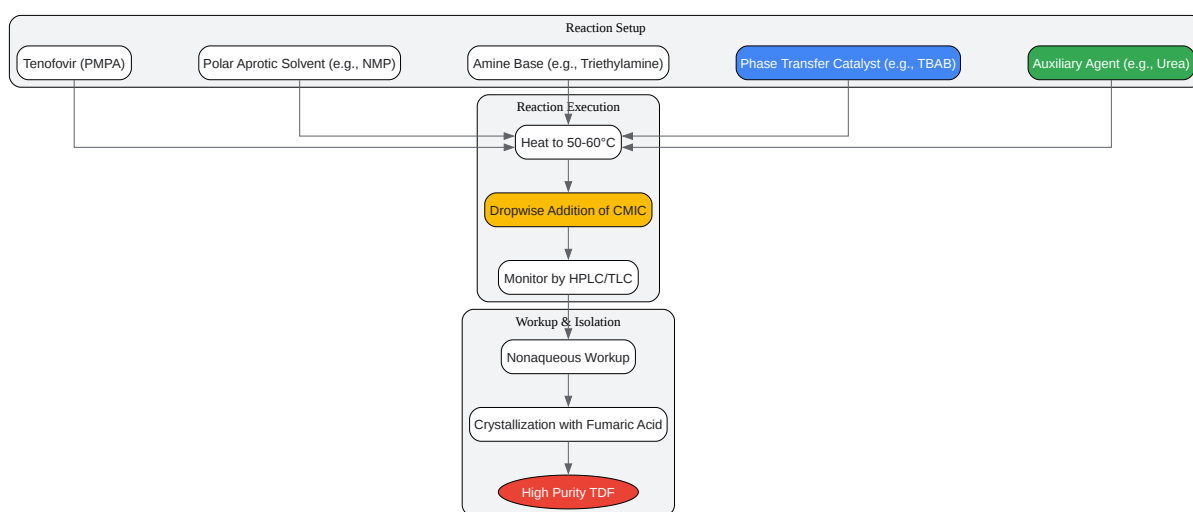 Reaction Setup
Tenofovir (PMPA)
Polar Aprotic Solvent (e.g., NMP)
Amine Base (e.g., Triethylamine)
Phase Transfer Catalyst (e.g., TBAB)
Auxiliary Agent (e.g., Urea)
Reaction Execution
Heat to 50-60°C
Dropwise Addition of CMIC
Monitor by HPLC/TLC
Workup & Isolation
Nonaqueous Workup
Crystallization with Fumaric Acid
High Purity TDF